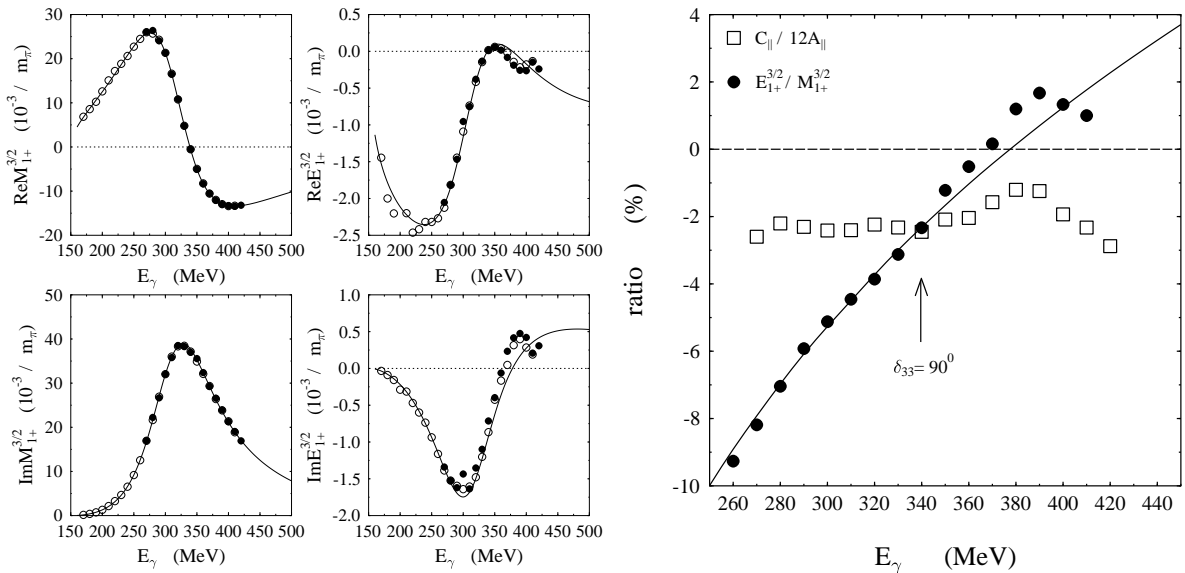 30
20
10
0
−10
−20
150 200 250 300 350 400 450 500
ReM₁₊^3/2 (10⁻³ / mπ)
Eγ (MeV)
0.5
0.0
−0.5
−1.0
−1.5
−2.0
−2.5
150 200 250 300 350 400 450 500
ReE₁₊^3/2 (10⁻³ / mπ)
Eγ (MeV)
50
40
30
20
10
0
150 200 250 300 350 400 450 500
ImM₁₊^3/2 (10⁻³ / mπ)
Eγ (MeV)
1.0
0.5
0.0
−0.5
−1.0
−1.5
−2.0
150 200 250 300 350 400 450 500
ImE₁₊^3/2 (10⁻³ / mπ)
Eγ (MeV)
4
2
0
−2
−4
−6
−8
−10
260 280 300 320 340 360 380 400 420 440
ratio (%)
C∥ / 12A∥
E₁₊^3/2 / M₁₊^3/2
δ₃₃= 90⁰
Eγ (MeV)